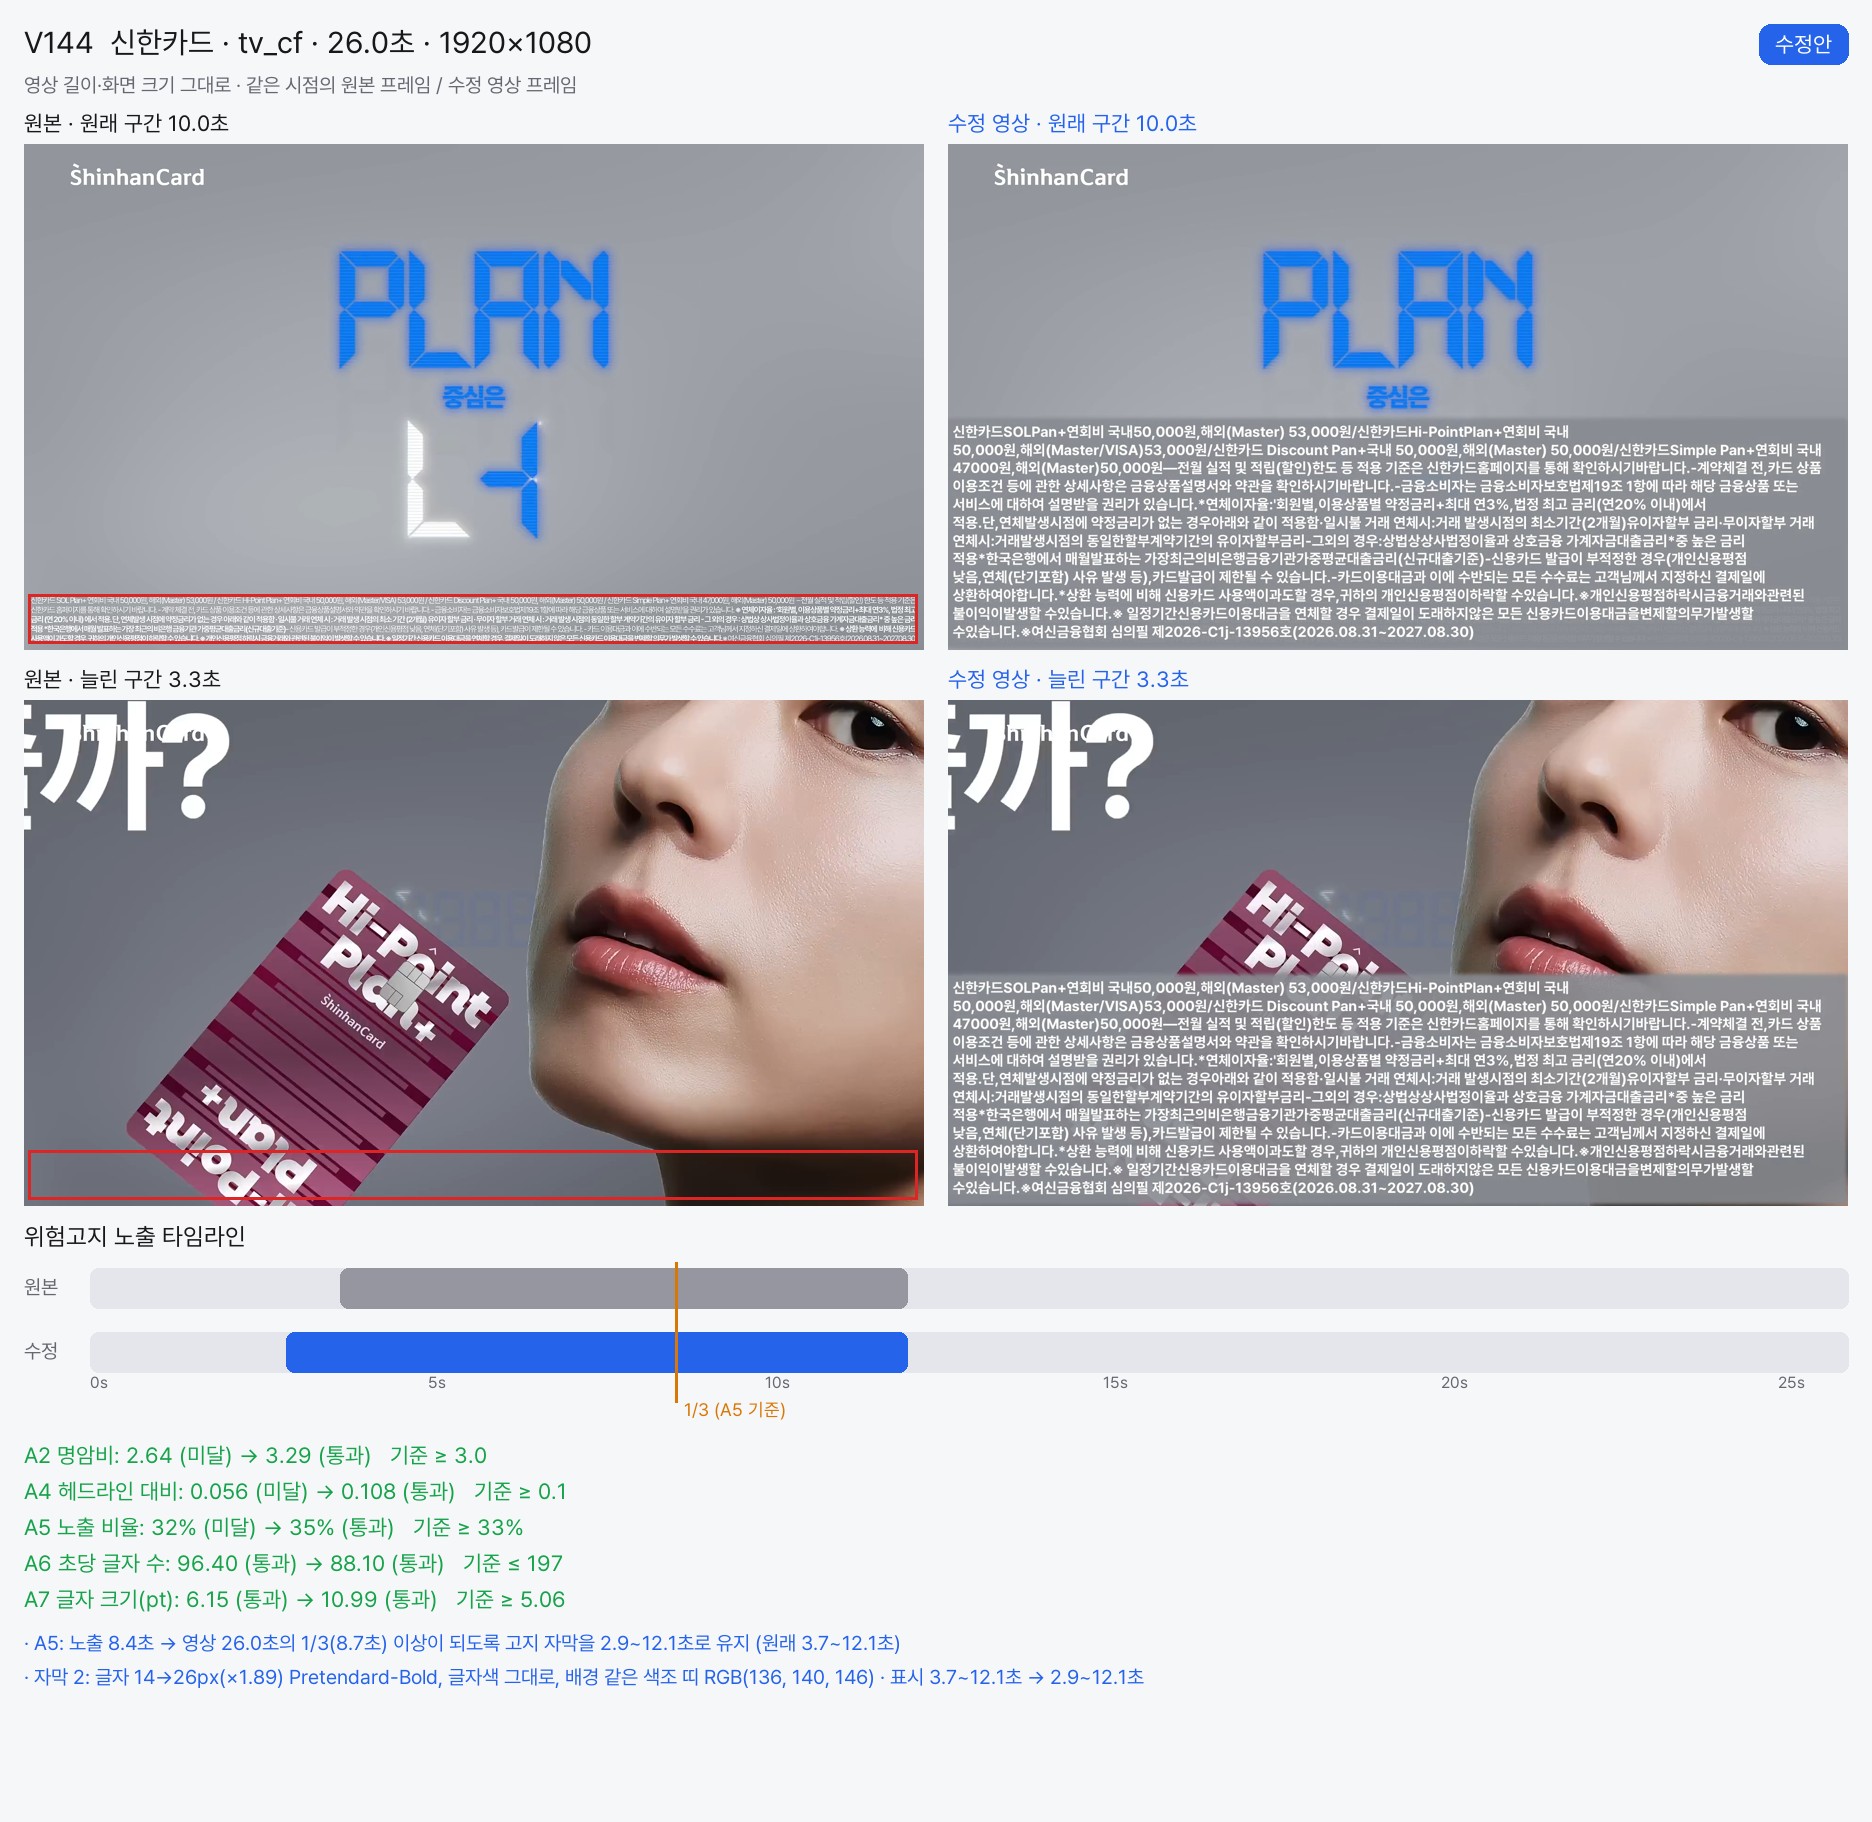 V144 신한카드 · tv_cf · 26.0초 · 1920×1080
수정안
영상 길이·화면 크기 그대로 · 같은 시점의 원본 프레임 / 수정 영상 프레임
원본 · 원래 구간 10.0초
수정 영상 · 원래 구간 10.0초
ShinhanCard
PLAN
중심은
ShinhanCard
PLAN
중심은
신한카드SOLPan+연회비 국내50,000원,해외(Master) 53,000원/신한카드Hi-PointPlan+연회비 국내
50,000원,해외(Master/VISA)53,000원/신한카드 Discount Pan+국내 50,000원,해외(Master) 50,000원/신한카드Simple Pan+연회비 국내
47000원,해외(Master)50,000원—전월 실적 및 적립(할인)한도 등 적용 기준은 신한카드홈페이지를 통해 확인하시기바랍니다.-계약체결 전,카드 상품
이용조건 등에 관한 상세사항은 금융상품설명서와 약관을 확인하시기바랍니다.-금융소비자는 금융소비자보호법제19조 1항에 따라 해당 금융상품 또는
서비스에 대하여 설명받을 권리가 있습니다.*연체이자율:'회원별,이용상품별 약정금리+최대 연3%,법정 최고 금리(연20% 이내)에서
적용.단,연체발생시점에 약정금리가 없는 경우아래와 같이 적용함·일시불 거래 연체시:거래 발생시점의 최소기간(2개월)유이자할부 금리·무이자할부 거래
연체시:거래발생시점의 동일한할부계약기간의 유이자할부금리-그외의 경우:상법상상사법정이율과 상호금융 가계자금대출금리*중 높은 금리
적용*한국은행에서 매월발표하는 가장최근의비은행금융기관가중평균대출금리(신규대출기준)-신용카드 발급이 부적정한 경우(개인신용평점
낮음,연체(단기포함) 사유 발생 등),카드발급이 제한될 수 있습니다.-카드이용대금과 이에 수반되는 모든 수수료는 고객님께서 지정하신 결제일에
상환하여야합니다.*상환 능력에 비해 신용카드 사용액이과도할 경우,귀하의 개인신용평점이하락할 수있습니다.※개인신용평점하락시금융거래와관련된
불이익이발생할 수있습니다.※ 일정기간신용카드이용대금을 연체할 경우 결제일이 도래하지않은 모든 신용카드이용대금을변제할의무가발생할
수있습니다.※여신금융협회 심의필 제2026-C1j-13956호(2026.08.31~2027.08.30)
원본 · 늘린 구간 3.3초
수정 영상 · 늘린 구간 3.3초
까?
Hi-Point
Plan+
ShinhanCard
Hi-Point
Plan+
까?
신한카드SOLPan+연회비 국내50,000원,해외(Master) 53,000원/신한카드Hi-PointPlan+연회비 국내
50,000원,해외(Master/VISA)53,000원/신한카드 Discount Pan+국내 50,000원,해외(Master) 50,000원/신한카드Simple Pan+연회비 국내
47000원,해외(Master)50,000원—전월 실적 및 적립(할인)한도 등 적용 기준은 신한카드홈페이지를 통해 확인하시기바랍니다.-계약체결 전,카드 상품
이용조건 등에 관한 상세사항은 금융상품설명서와 약관을 확인하시기바랍니다.-금융소비자는 금융소비자보호법제19조 1항에 따라 해당 금융상품 또는
서비스에 대하여 설명받을 권리가 있습니다.*연체이자율:'회원별,이용상품별 약정금리+최대 연3%,법정 최고 금리(연20% 이내)에서
적용.단,연체발생시점에 약정금리가 없는 경우아래와 같이 적용함·일시불 거래 연체시:거래 발생시점의 최소기간(2개월)유이자할부 금리·무이자할부 거래
연체시:거래발생시점의 동일한할부계약기간의 유이자할부금리-그외의 경우:상법상상사법정이율과 상호금융 가계자금대출금리*중 높은 금리
적용*한국은행에서 매월발표하는 가장최근의비은행금융기관가중평균대출금리(신규대출기준)-신용카드 발급이 부적정한 경우(개인신용평점
낮음,연체(단기포함) 사유 발생 등),카드발급이 제한될 수 있습니다.-카드이용대금과 이에 수반되는 모든 수수료는 고객님께서 지정하신 결제일에
상환하여야합니다.*상환 능력에 비해 신용카드 사용액이과도할 경우,귀하의 개인신용평점이하락할 수있습니다.※개인신용평점하락시금융거래와관련된
불이익이발생할 수있습니다.※ 일정기간신용카드이용대금을 연체할 경우 결제일이 도래하지않은 모든 신용카드이용대금을변제할의무가발생할
수있습니다.※여신금융협회 심의필 제2026-C1j-13956호(2026.08.31~2027.08.30)
위험고지 노출 타임라인
원본
수정
0s 5s 10s 15s 20s 25s
1/3 (A5 기준)
A2 명암비: 2.64 (미달) → 3.29 (통과) 기준 ≥ 3.0
A4 헤드라인 대비: 0.056 (미달) → 0.108 (통과) 기준 ≥ 0.1
A5 노출 비율: 32% (미달) → 35% (통과) 기준 ≥ 33%
A6 초당 글자 수: 96.40 (통과) → 88.10 (통과) 기준 ≤ 197
A7 글자 크기(pt): 6.15 (통과) → 10.99 (통과) 기준 ≥ 5.06
· A5: 노출 8.4초 → 영상 26.0초의 1/3(8.7초) 이상이 되도록 고지 자막을 2.9~12.1초로 유지 (원래 3.7~12.1초)
· 자막 2: 글자 14→26px(×1.89) Pretendard-Bold, 글자색 그대로, 배경 같은 색조 띠 RGB(136, 140, 146) · 표시 3.7~12.1초 → 2.9~12.1초